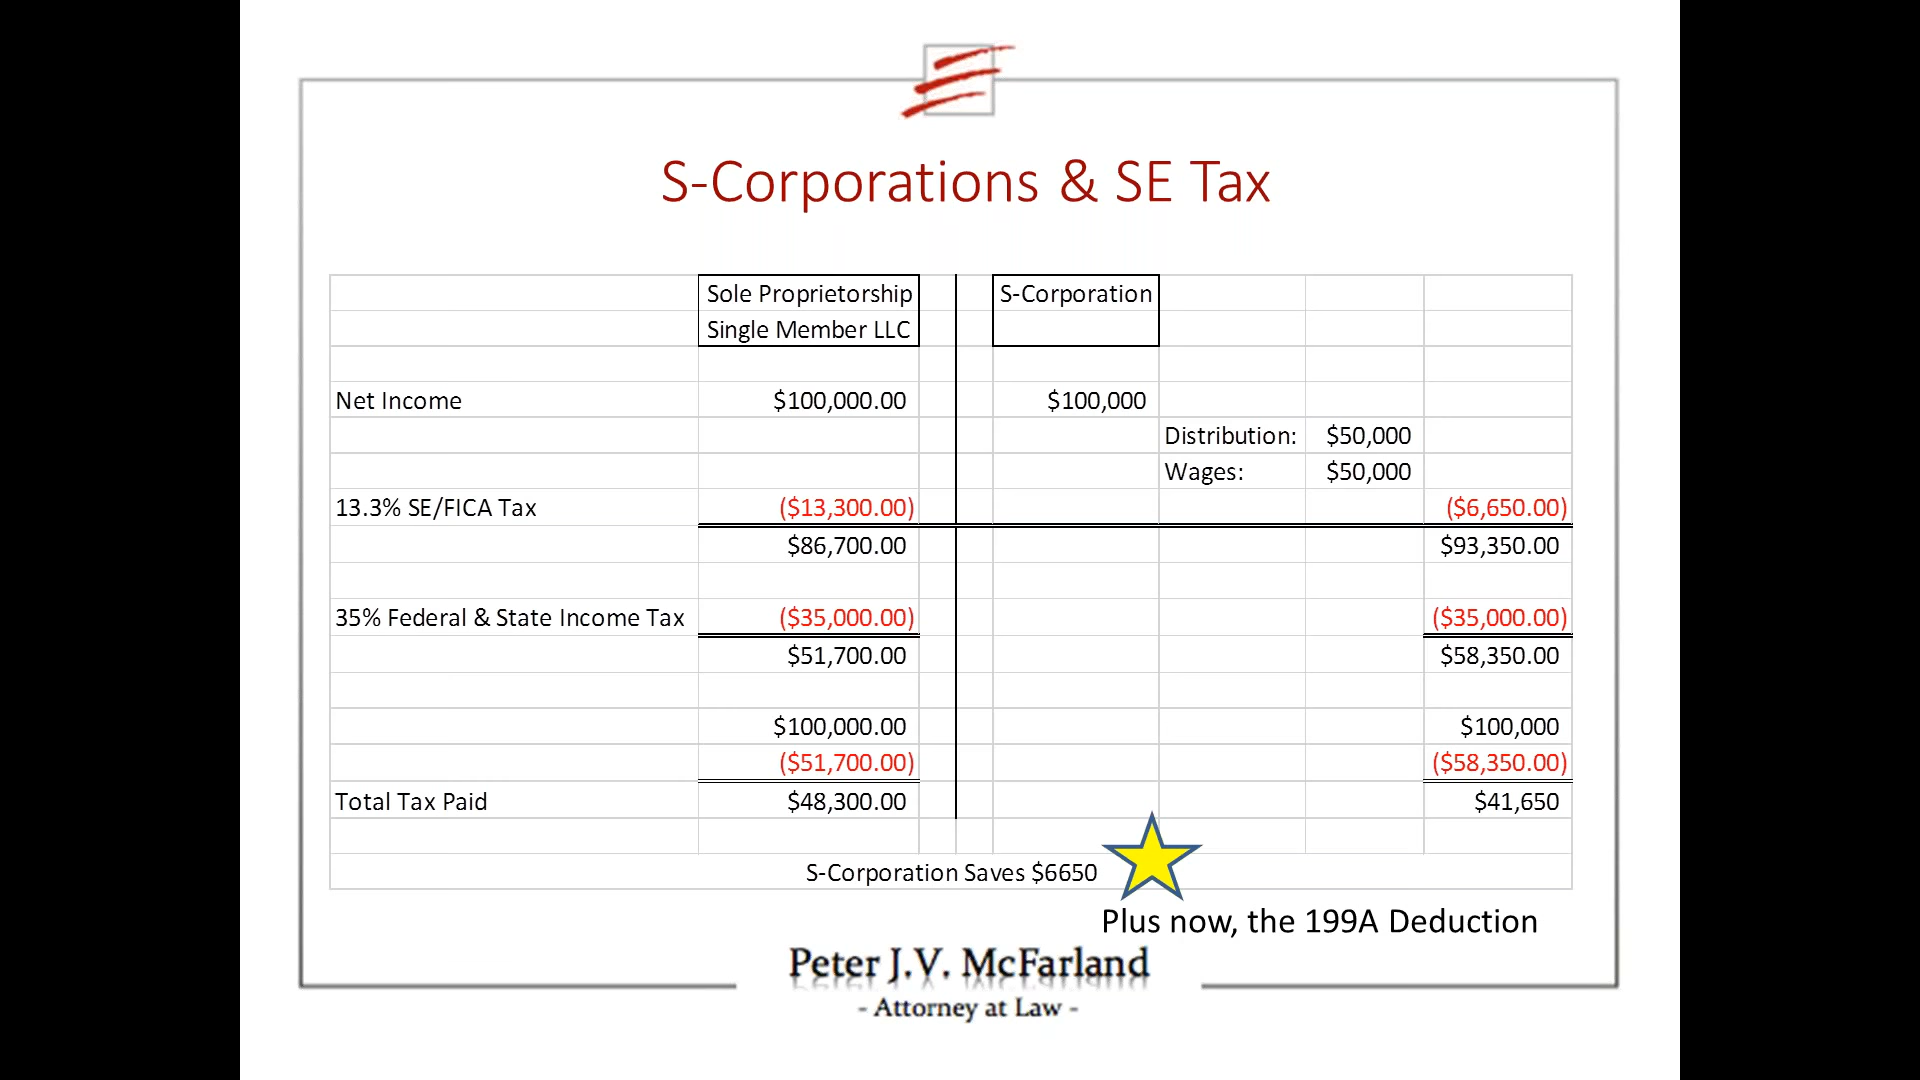 S-Corporations & SE Tax
Sole Proprietorship S-Corporation
Single Member LLC
Net Income $100,000.00 $100,000
Distribution: $50,000
Wages: $50,000
13.3% SE/FICA Tax ($13,300.00) ($6,650.00)
$86,700.00 $93,350.00
35% Federal & State Income Tax ($35,000.00) ($35,000.00)
$51,700.00 $58,350.00
$100,000.00 $100,000
($51,700.00) ($58,350.00)
Total Tax Paid $48,300.00 $41,650
S-Corporation Saves $6650
Plus now, the 199A Deduction
Peter J.V. McFarland
- Attorney at Law -